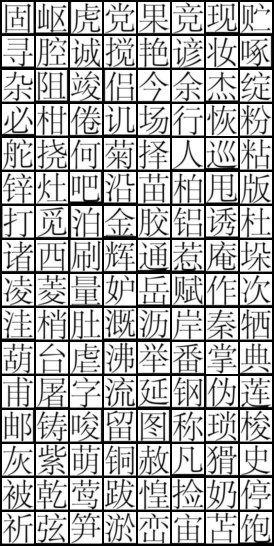 固岖虎党果竞现贮
寻腔诚搅艳谚妆啄
杂阻竣侣今余杰绽
必柑倦讥场行恢粉
舵挠何菊择人巡粘
锌灶吧沿苗柏甩版
打觅泊金胶铝诱杜
诸西刷辉通惹庵垛
凌菱量妒岳赋作次
洼梢肚溉沥岸秦牺
葫台虐沸举番掌典
甫屠字流延钢伪莲
邮铸唆留图称琐梭
灰紫萌铜赦凡猾史
被乾莺跋惶捡奶停
祈弦笋淤峦宙苫饱